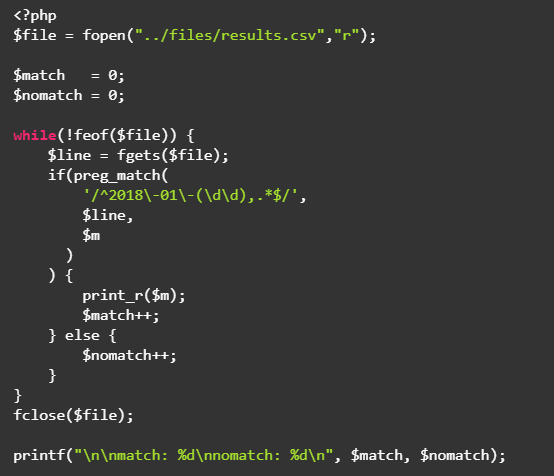 <?php
$file = fopen("../files/results.csv","r");

$match   = 0;
$nomatch = 0;

while(!feof($file)) {
    $line = fgets($file);
    if(preg_match(
        '/^2018\-01\-(\d\d),.*$/',
        $line,
        $m
      )
    ) {
        print_r($m);
        $match++;
    } else {
        $nomatch++;
    }
}
fclose($file);

printf("\n\nmatch: %d\nnomatch: %d\n", $match, $nomatch);